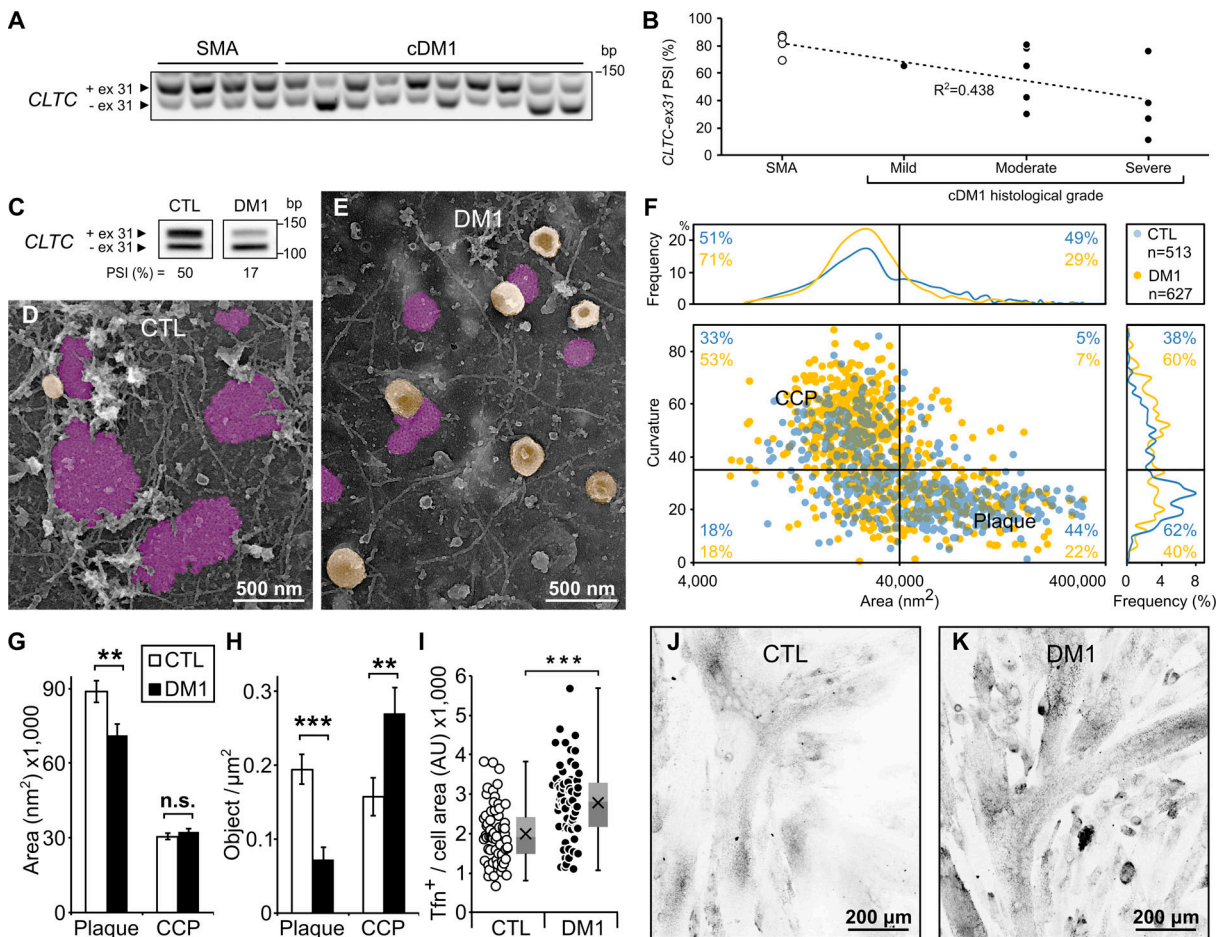 A
SMA cDM1 bp
150
CLTC + ex 31
- ex 31
B
CLTC-ex31 PSI (%)
100
80
60
40
20
0
R²=0.438
SMA Mild Moderate Severe
cDM1 histological grade
C
CTL DM1 bp
150
CLTC + ex 31
- ex 31
100
PSI (%) = 50 17
D CTL
500 nm
E DM1
500 nm
F
%
Frequency
20
10
0
51% 49%
71% 29%
CTL
n=513
DM1
n=627
Curvature
80
60
40
20
0
33% 5%
53% 7%
CCP
Plaque
18% 44%
18% 22%
4,000 40,000 400,000
Area (nm²)
38%
60%
62%
40%
0 4 8
Frequency (%)
G
Area (nm²) x1,000
90
60
30
0
**
n.s.
CTL
DM1
Plaque CCP
H
Object / μm²
0.3
0.2
0.1
0
***
**
Plaque CCP
I
Tfn⁺ / cell area (AU) x1,000
6
5
4
3
2
1
0
***
CTL DM1
J CTL
200 μm
K DM1
200 μm